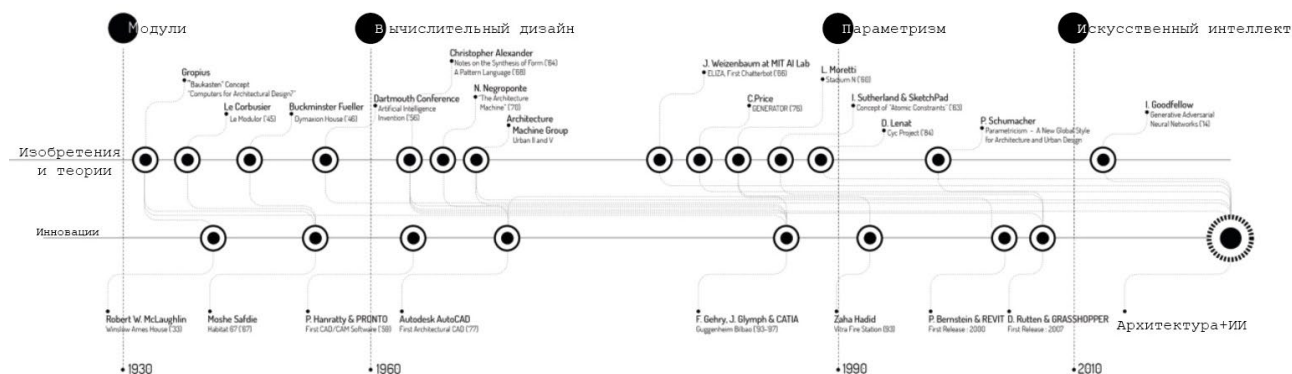 Модули
Вычислительный дизайн
Параметризм
Искусственный интеллект
Gropius
"Baukasten" Concept
"Computers for Architectural Design?"
Le Corbusier
Le Modulor ('45)
Buckminster Fueller
Dymaxion House ('46)
Dartmouth Conference
Artificial Intelligence
Invention ('56)
Christopher Alexander
Notes on the Synthesis of Form ('64)
A Pattern Language ('68)
N. Negroponte
"The Architecture
Machine" ('70)
Architecture
Machine Group
Urban II and V
J. Weizenbaum at MIT AI Lab
ELIZA, First Chatterbot ('66)
C.Price
GENERATOR ('76)
L. Moretti
Stadium N ('60)
I. Sutherland & SketchPad
Concept of "Atomic Constraints" ('63)
D. Lenat
Cyc Project ('84)
P. Schumacher
Parametricism - A New Global Style
for Architecture and Urban Design
I. Goodfellow
Generative Adversarial
Neural Networks ('14)
Изобретения
и теории
Инновации
Robert W. McLaughlin
Winslow Ames House ('33)
Moshe Safdie
Habitat 67 ('67)
P. Hanratty & PRONTO
First CAD/CAM Software ('59)
Autodesk AutoCAD
First Architectural CAD ('77)
F. Gehry, J. Glymph & CATIA
Guggenheim Bilbao ('93-'97)
Zaha Hadid
Vitra Fire Station (93)
P. Bernstein & REVIT
First Release : 2000
D. Rutten & GRASSHOPPER
First Release : 2007
Архитектура+ИИ
1930
1960
1990
2010